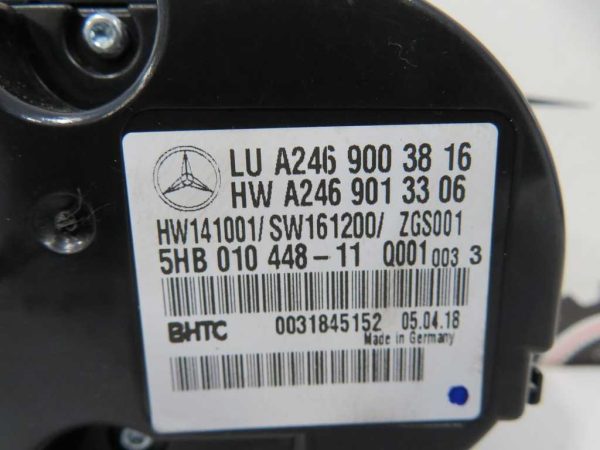 LU A246 900 38 16
HW A246 901 33 06
HW141001/ SW161200/ ZGS001
5HB 010 448-11 Q001 003 3
BHTC 0031845152 05.04.18
Made in Germany